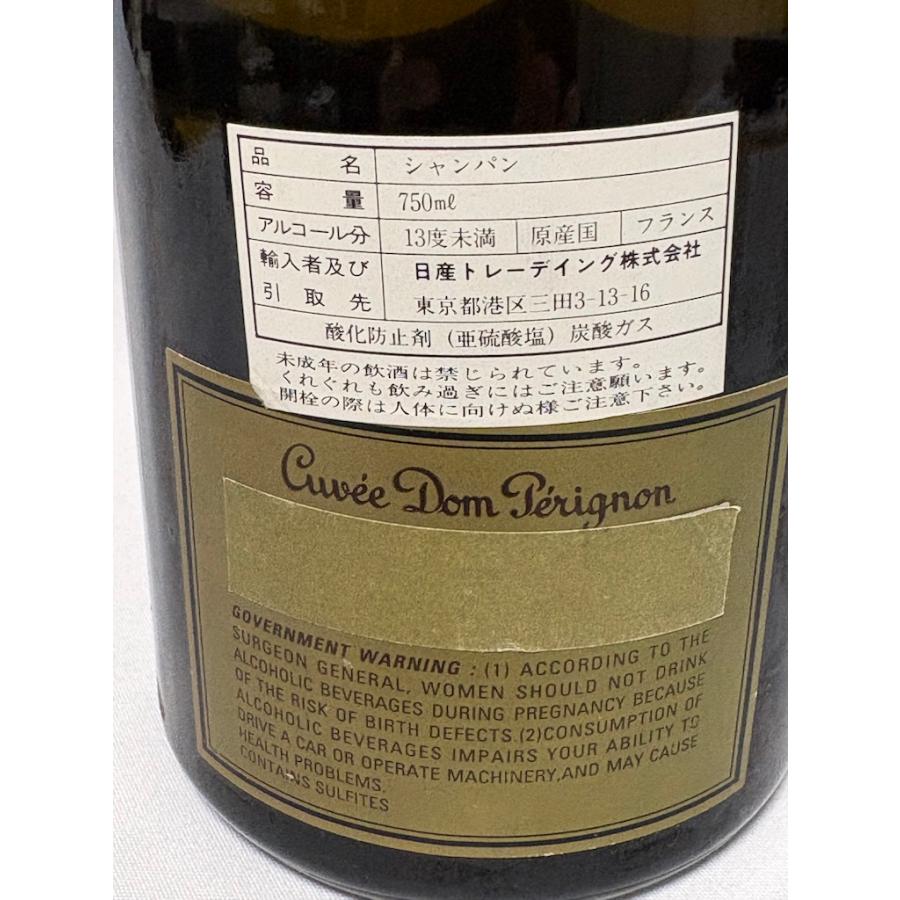 品名 シャンパン
容量 750mℓ
アルコール分 13度未満 原産国 フランス
輸入者及び 日産トレーデイング株式会社
引取先 東京都港区三田3-13-16
酸化防止剤（亜硫酸塩）炭酸ガス
未成年の飲酒は禁じられています。
くれぐれも飲み過ぎにはご注意願います。
開栓の際は人体に向けぬ様ご注意下さい。
Cuvée Dom Pérignon
GOVERNMENT WARNING : (1) ACCORDING TO THE
SURGEON GENERAL, WOMEN SHOULD NOT DRINK
ALCOHOLIC BEVERAGES DURING PREGNANCY BECAUSE
OF THE RISK OF BIRTH DEFECTS.(2)CONSUMPTION OF
ALCOHOLIC BEVERAGES IMPAIRS YOUR ABILITY TO
DRIVE A CAR OR OPERATE MACHINERY,AND MAY CAUSE
HEALTH PROBLEMS.
CONTAINS SULFITES